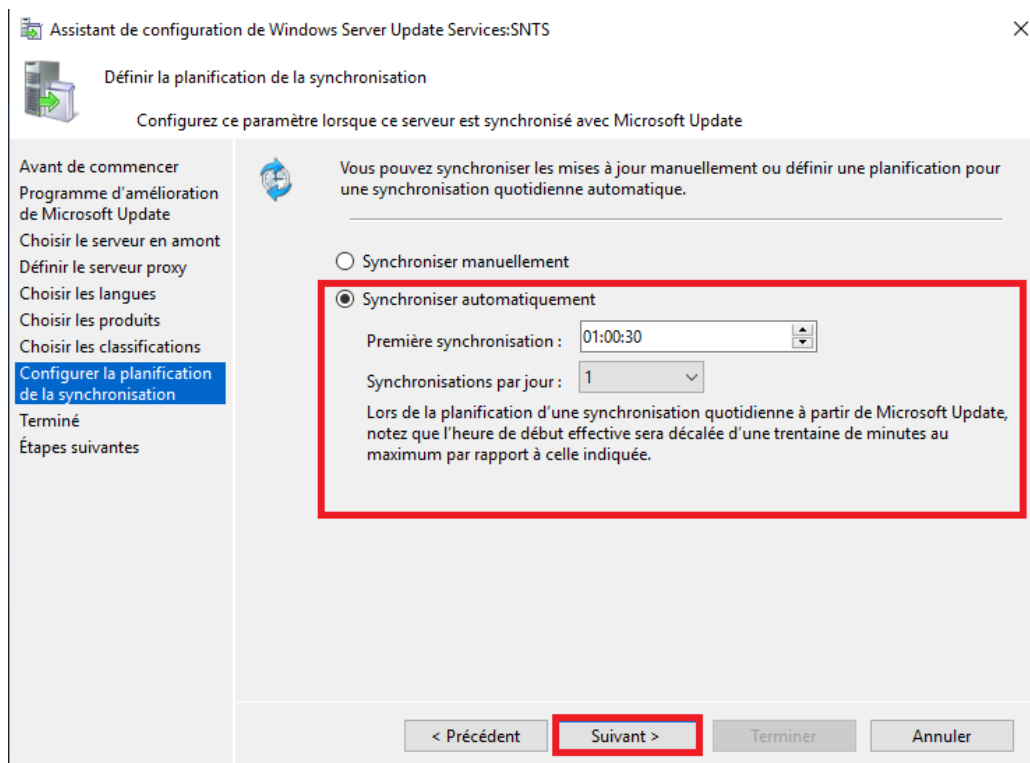 Assistant de configuration de Windows Server Update Services:SNTS
Définir la planification de la synchronisation
Configurez ce paramètre lorsque ce serveur est synchronisé avec Microsoft Update
Avant de commencer
Programme d'amélioration
de Microsoft Update
Choisir le serveur en amont
Définir le serveur proxy
Choisir les langues
Choisir les produits
Choisir les classifications
Configurer la planification
de la synchronisation
Terminé
Étapes suivantes
Vous pouvez synchroniser les mises à jour manuellement ou définir une planification pour
une synchronisation quotidienne automatique.
Synchroniser manuellement
Synchroniser automatiquement
Première synchronisation : 01:00:30
Synchronisations par jour : 1
Lors de la planification d'une synchronisation quotidienne à partir de Microsoft Update,
notez que l'heure de début effective sera décalée d'une trentaine de minutes au
maximum par rapport à celle indiquée.
< Précédent Suivant > Terminer Annuler